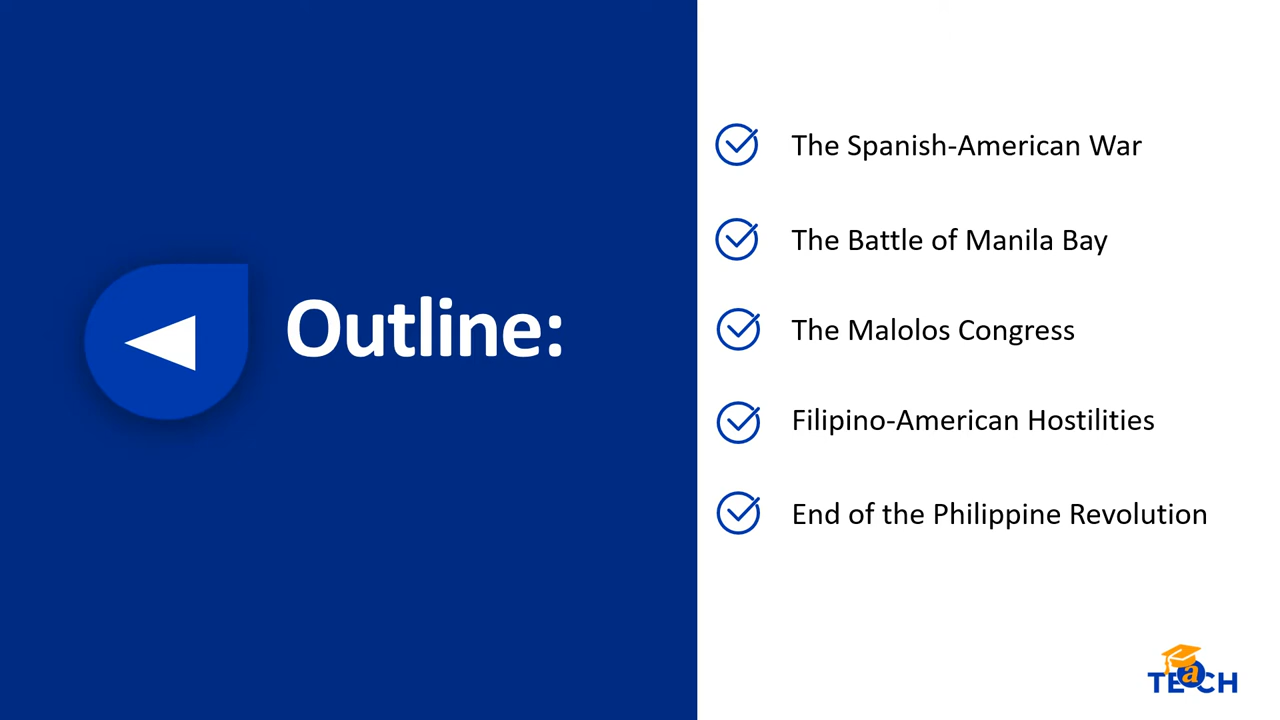 Outline:
The Spanish-American War
The Battle of Manila Bay
The Malolos Congress
Filipino-American Hostilities
End of the Philippine Revolution
TEaCH